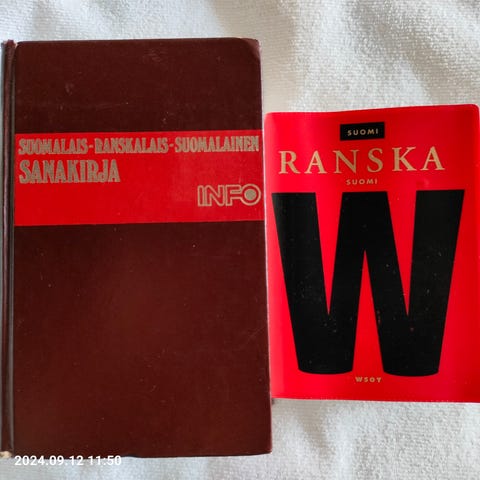 SUOMALAIS-RANSKALAIS-SUOMALAINEN
SANAKIRJA
INFO
SUOMI
RANSKA
SUOMI
W
WSOY
2024.09.12 11:50